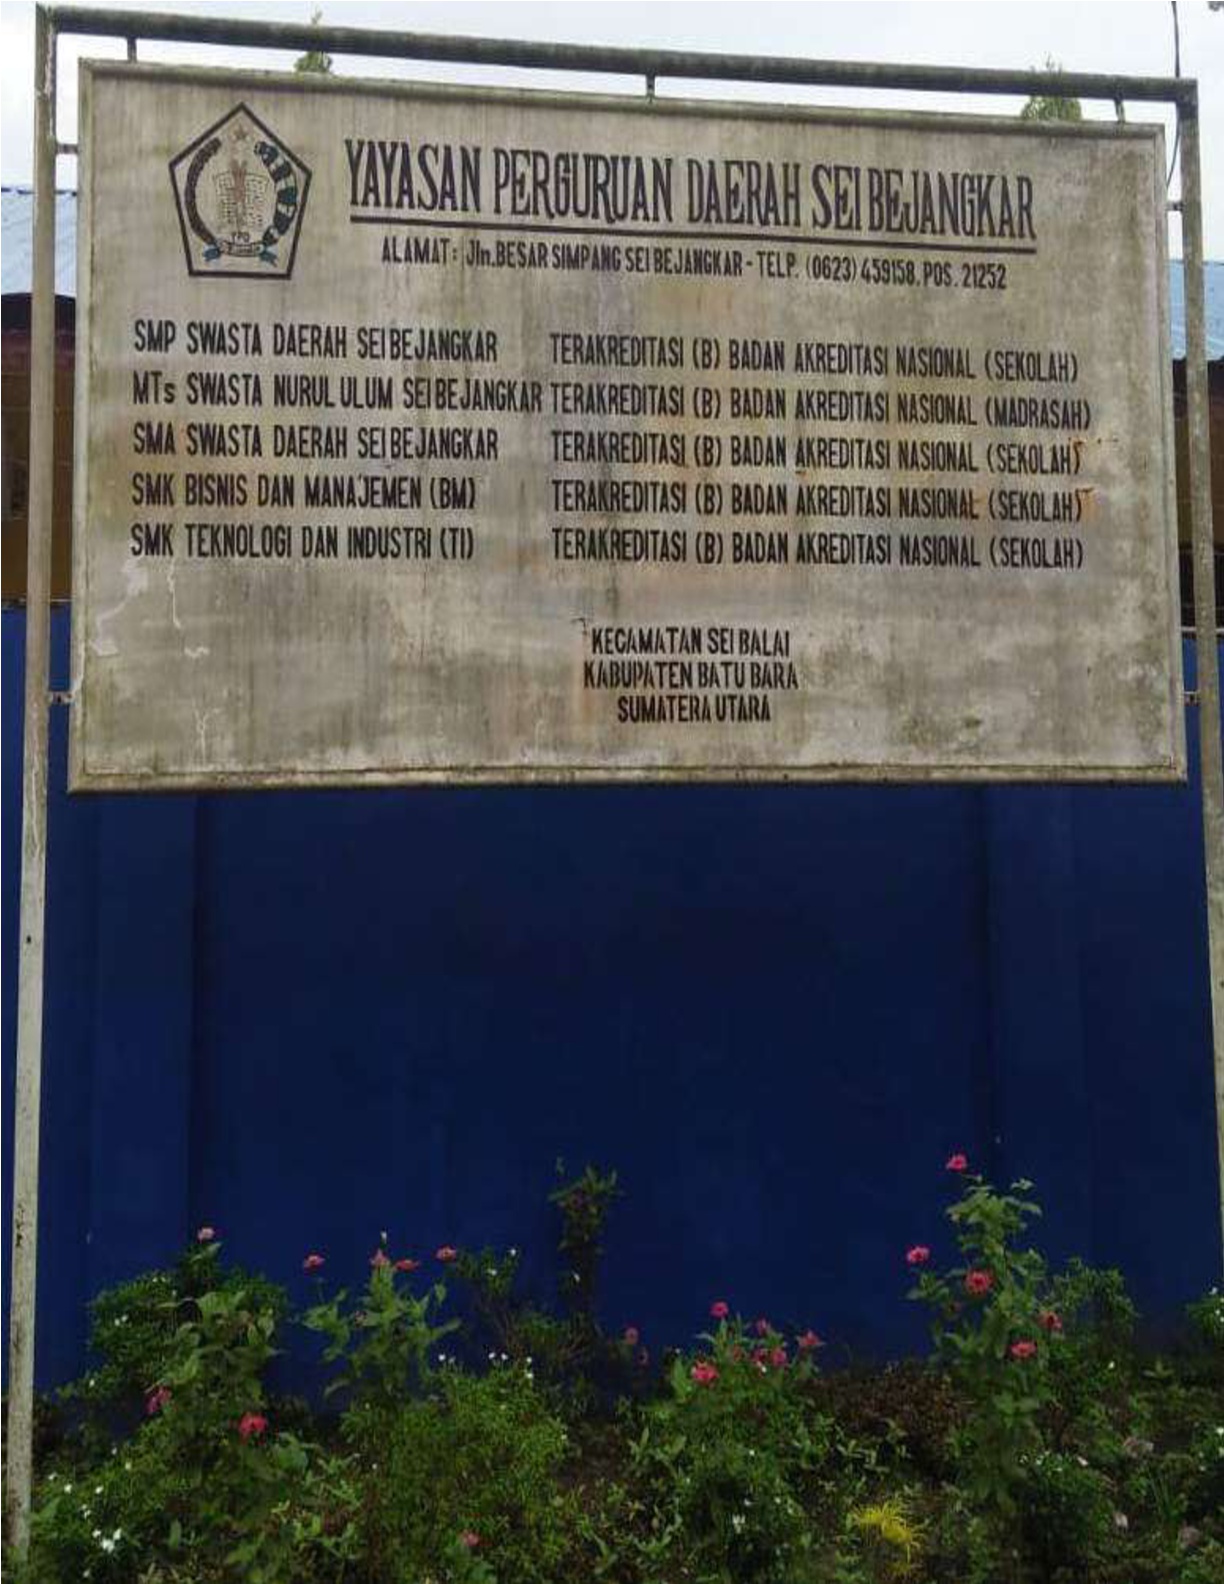 YAYASAN PERGURUAN DAERAH SEI BEJANGKAR
ALAMAT: Jln.BESAR SIMPANG SEI BEJANGKAR - TELP. (0623) 459158. POS. 21252
SMP SWASTA DAERAH SEI BEJANGKAR TERAKREDITASI (B) BADAN AKREDITASI NASIONAL (SEKOLAH)
MTs SWASTA NURUL ULUM SEI BEJANGKAR TERAKREDITASI (B) BADAN AKREDITASI NASIONAL (MADRASAH)
SMA SWASTA DAERAH SEI BEJANGKAR TERAKREDITASI (B) BADAN AKREDITASI NASIONAL (SEKOLAH)
SMK BISNIS DAN MANAJEMEN (BM) TERAKREDITASI (B) BADAN AKREDITASI NASIONAL (SEKOLAH)
SMK TEKNOLOGI DAN INDUSTRI (TI) TERAKREDITASI (B) BADAN AKREDITASI NASIONAL (SEKOLAH)
KECAMATAN SEI BALAI
KABUPATEN BATU BARA
SUMATERA UTARA